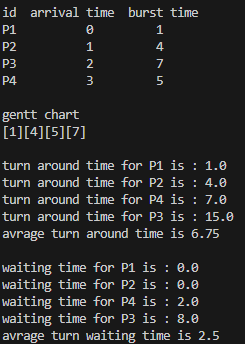 id  arrival time  burst time
P1        0        1
P2        1        4
P3        2        7
P4        3        5
gentt chart
[1][4][5][7]
turn around time for P1 is : 1.0
turn around time for P2 is : 4.0
turn around time for P4 is : 7.0
turn around time for P3 is : 15.0
avrage turn around time is 6.75
waiting time for P1 is : 0.0
waiting time for P2 is : 0.0
waiting time for P4 is : 2.0
waiting time for P3 is : 8.0
avrage turn waiting time is 2.5